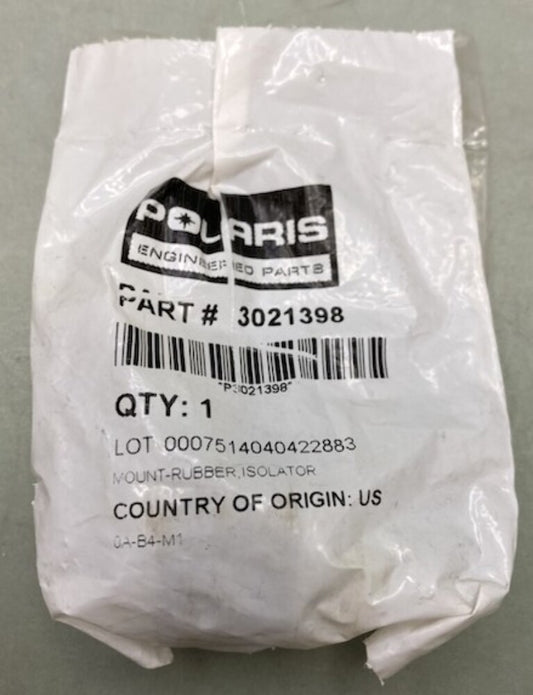 POLARIS
ENGINEERED PARTS
PART # 3021398
"P3021398"
QTY: 1
LOT 0007514040422883
MOUNT-RUBBER,ISOLATOR
COUNTRY OF ORIGIN: US
0A-B4-M1